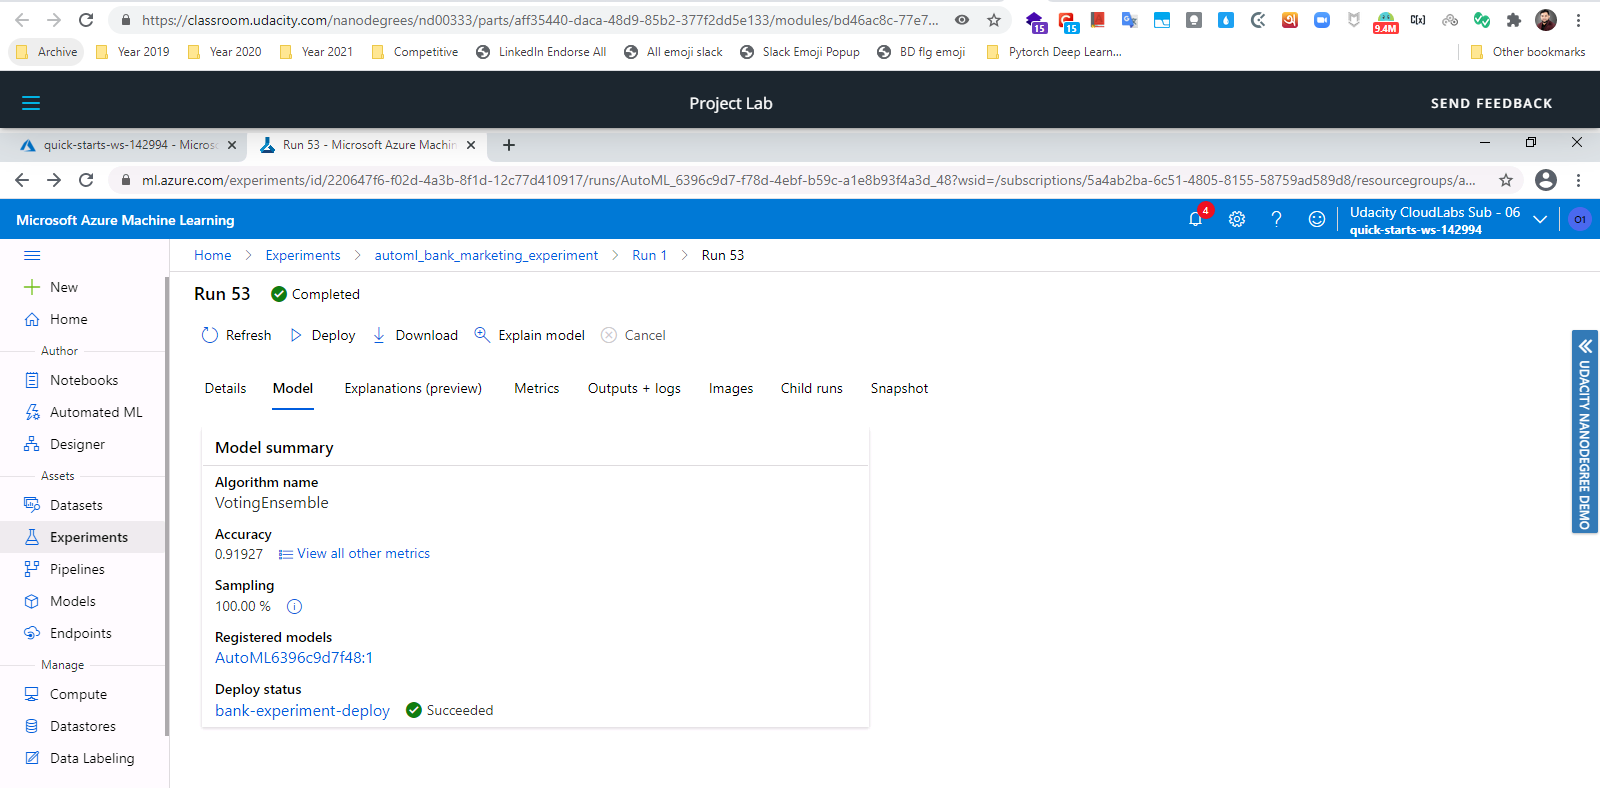 https://classroom.udacity.com/nanodegrees/nd00333/parts/aff35440-daca-48d9-85b2-377f2dd5e133/modules/bd46ac8c-77e7...
15
15
9.4M
Archive Year 2019 Year 2020 Year 2021 Competitive LinkedIn Endorse All All emoji slack Slack Emoji Popup BD flg emoji Pytorch Deep Learn... Other bookmarks
Project Lab
SEND FEEDBACK
quick-starts-ws-142994 - Micros
Run 53 - Microsoft Azure Machin
ml.azure.com/experiments/id/220647f6-f02d-4a3b-8f1d-12c77d410917/runs/AutoML_6396c9d7-f78d-4ebf-b59c-a1e8b93f4a3d_48?wsid=/subscriptions/5a4ab2ba-6c51-4805-8155-58759ad589d8/resourcegroups/a...
Microsoft Azure Machine Learning
4
Udacity CloudLabs Sub - 06
quick-starts-ws-142994
O1
Home > Experiments > automl_bank_marketing_experiment > Run 1 > Run 53
New
Home
Author
Notebooks
Automated ML
Designer
Assets
Datasets
Experiments
Pipelines
Models
Endpoints
Manage
Compute
Datastores
Data Labeling
Run 53 Completed
Refresh Deploy Download Explain model Cancel
Details Model Explanations (preview) Metrics Outputs + logs Images Child runs Snapshot
Model summary
Algorithm name
VotingEnsemble
Accuracy
0.91927 View all other metrics
Sampling
100.00 %
Registered models
AutoML6396c9d7f48:1
Deploy status
bank-experiment-deploy Succeeded
UDACITY NANODEGREE DEMO